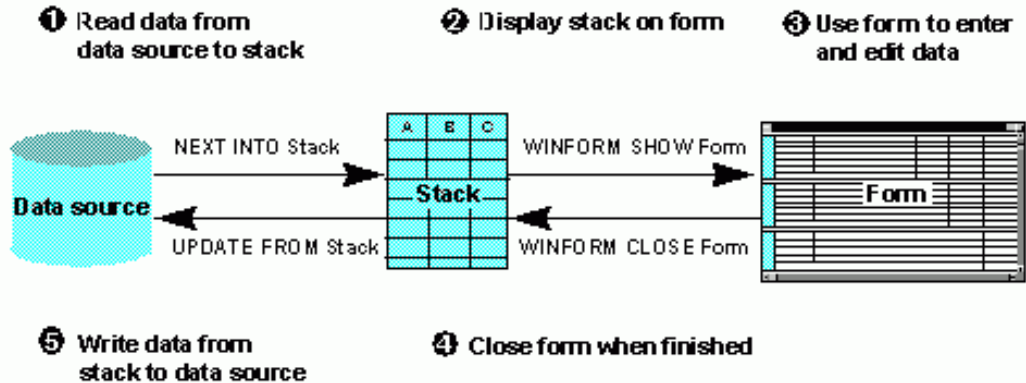 ❶ Read data from
data source to stack
❷ Display stack on form
❸ Use form to enter
and edit data
A B C
NEXT INTO Stack
WINFORM SHOW Form
Data source
Stack
Form
UPDATE FROM Stack
WINFORM CLOSE Form
❺ Write data from
stack to data source
❹ Close form when finished